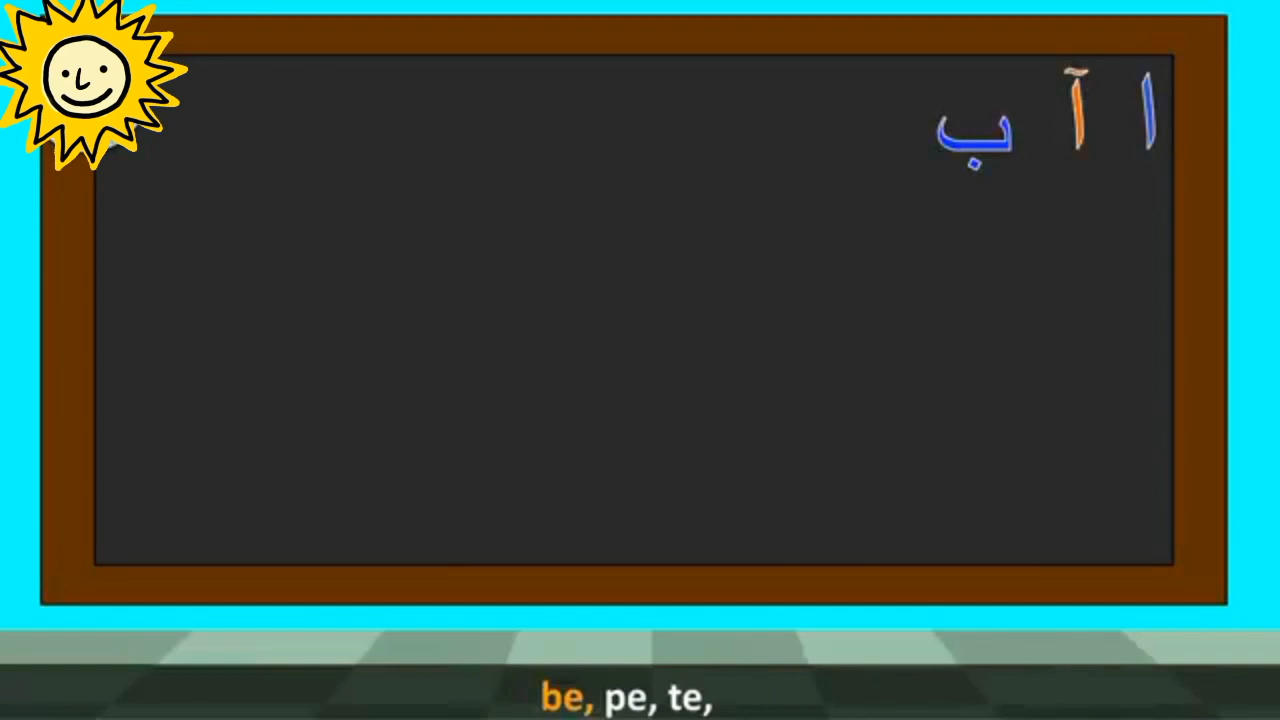 ا آ ب
be, pe, te,